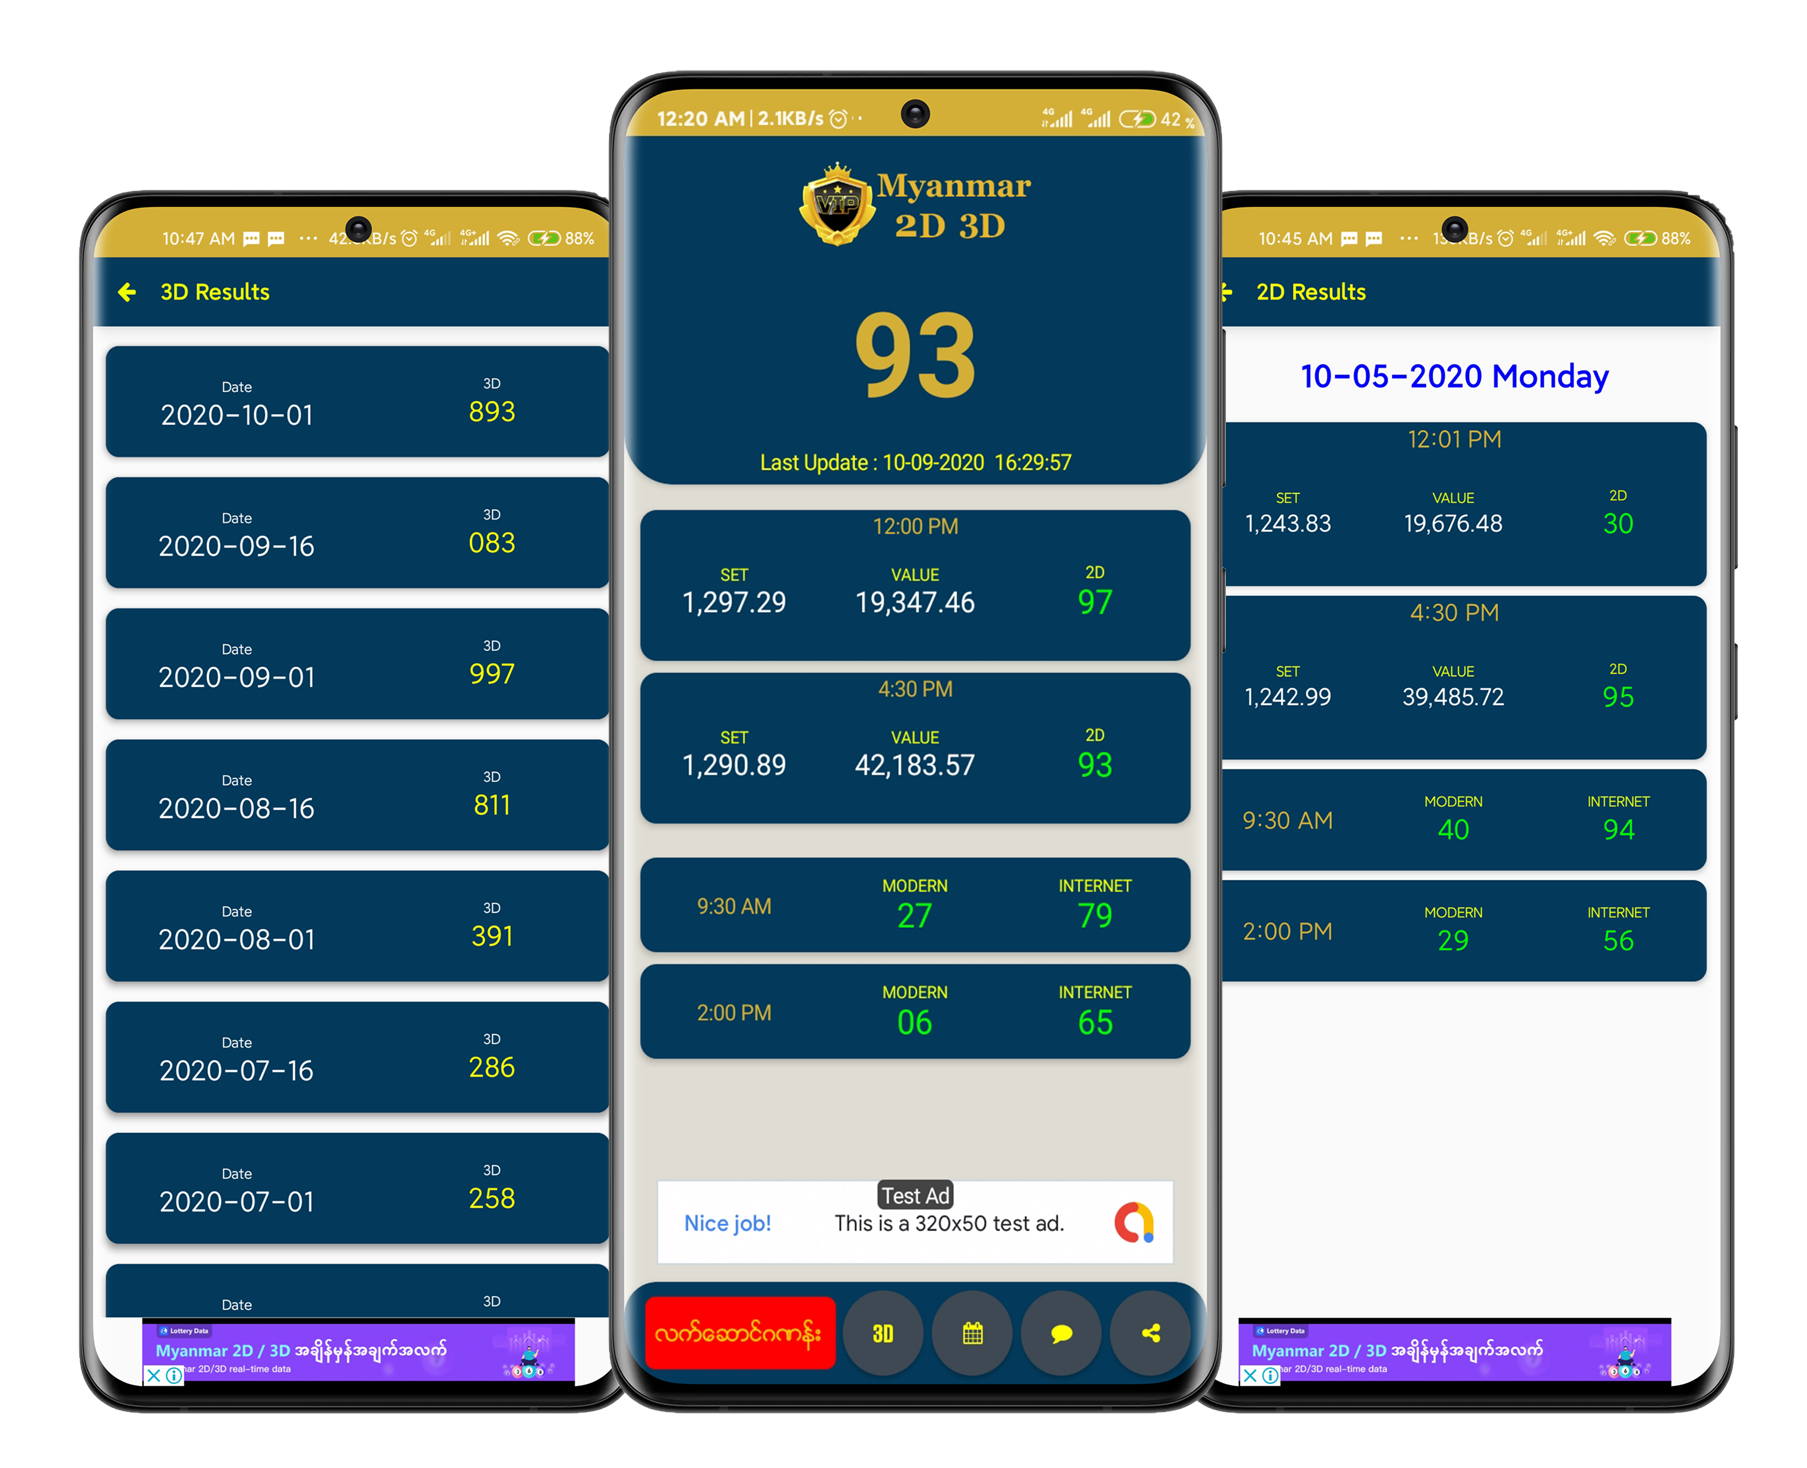 10:47 AM
88%
3D Results
Date
3D
2020-10-01
893
Date
3D
2020-09-16
083
Date
3D
2020-09-01
997
Date
3D
2020-08-16
811
Date
3D
2020-08-01
391
Date
3D
2020-07-16
286
Date
3D
2020-07-01
258
Date
3D
Lottery Data
Myanmar 2D / 3D အချိန်မှန်အချက်အလက်
ar 2D/3D real-time data
12:20 AM | 2.1KB/s
4G
4G
42 %
VIP
Myanmar
2D 3D
93
Last Update : 10-09-2020 16:29:57
12:00 PM
SET
VALUE
2D
1,297.29
19,347.46
97
4:30 PM
SET
VALUE
2D
1,290.89
42,183.57
93
9:30 AM
MODERN
INTERNET
27
79
2:00 PM
MODERN
INTERNET
06
65
Test Ad
Nice job!
This is a 320x50 test ad.
လက်ဆောင်ဂဏန်း
3D
10:45 AM
88%
2D Results
10-05-2020 Monday
12:01 PM
SET
VALUE
2D
1,243.83
19,676.48
30
4:30 PM
SET
VALUE
2D
1,242.99
39,485.72
95
9:30 AM
MODERN
INTERNET
40
94
2:00 PM
MODERN
INTERNET
29
56
Lottery Data
Myanmar 2D / 3D အချိန်မှန်အချက်အလက်
ar 2D/3D real-time data